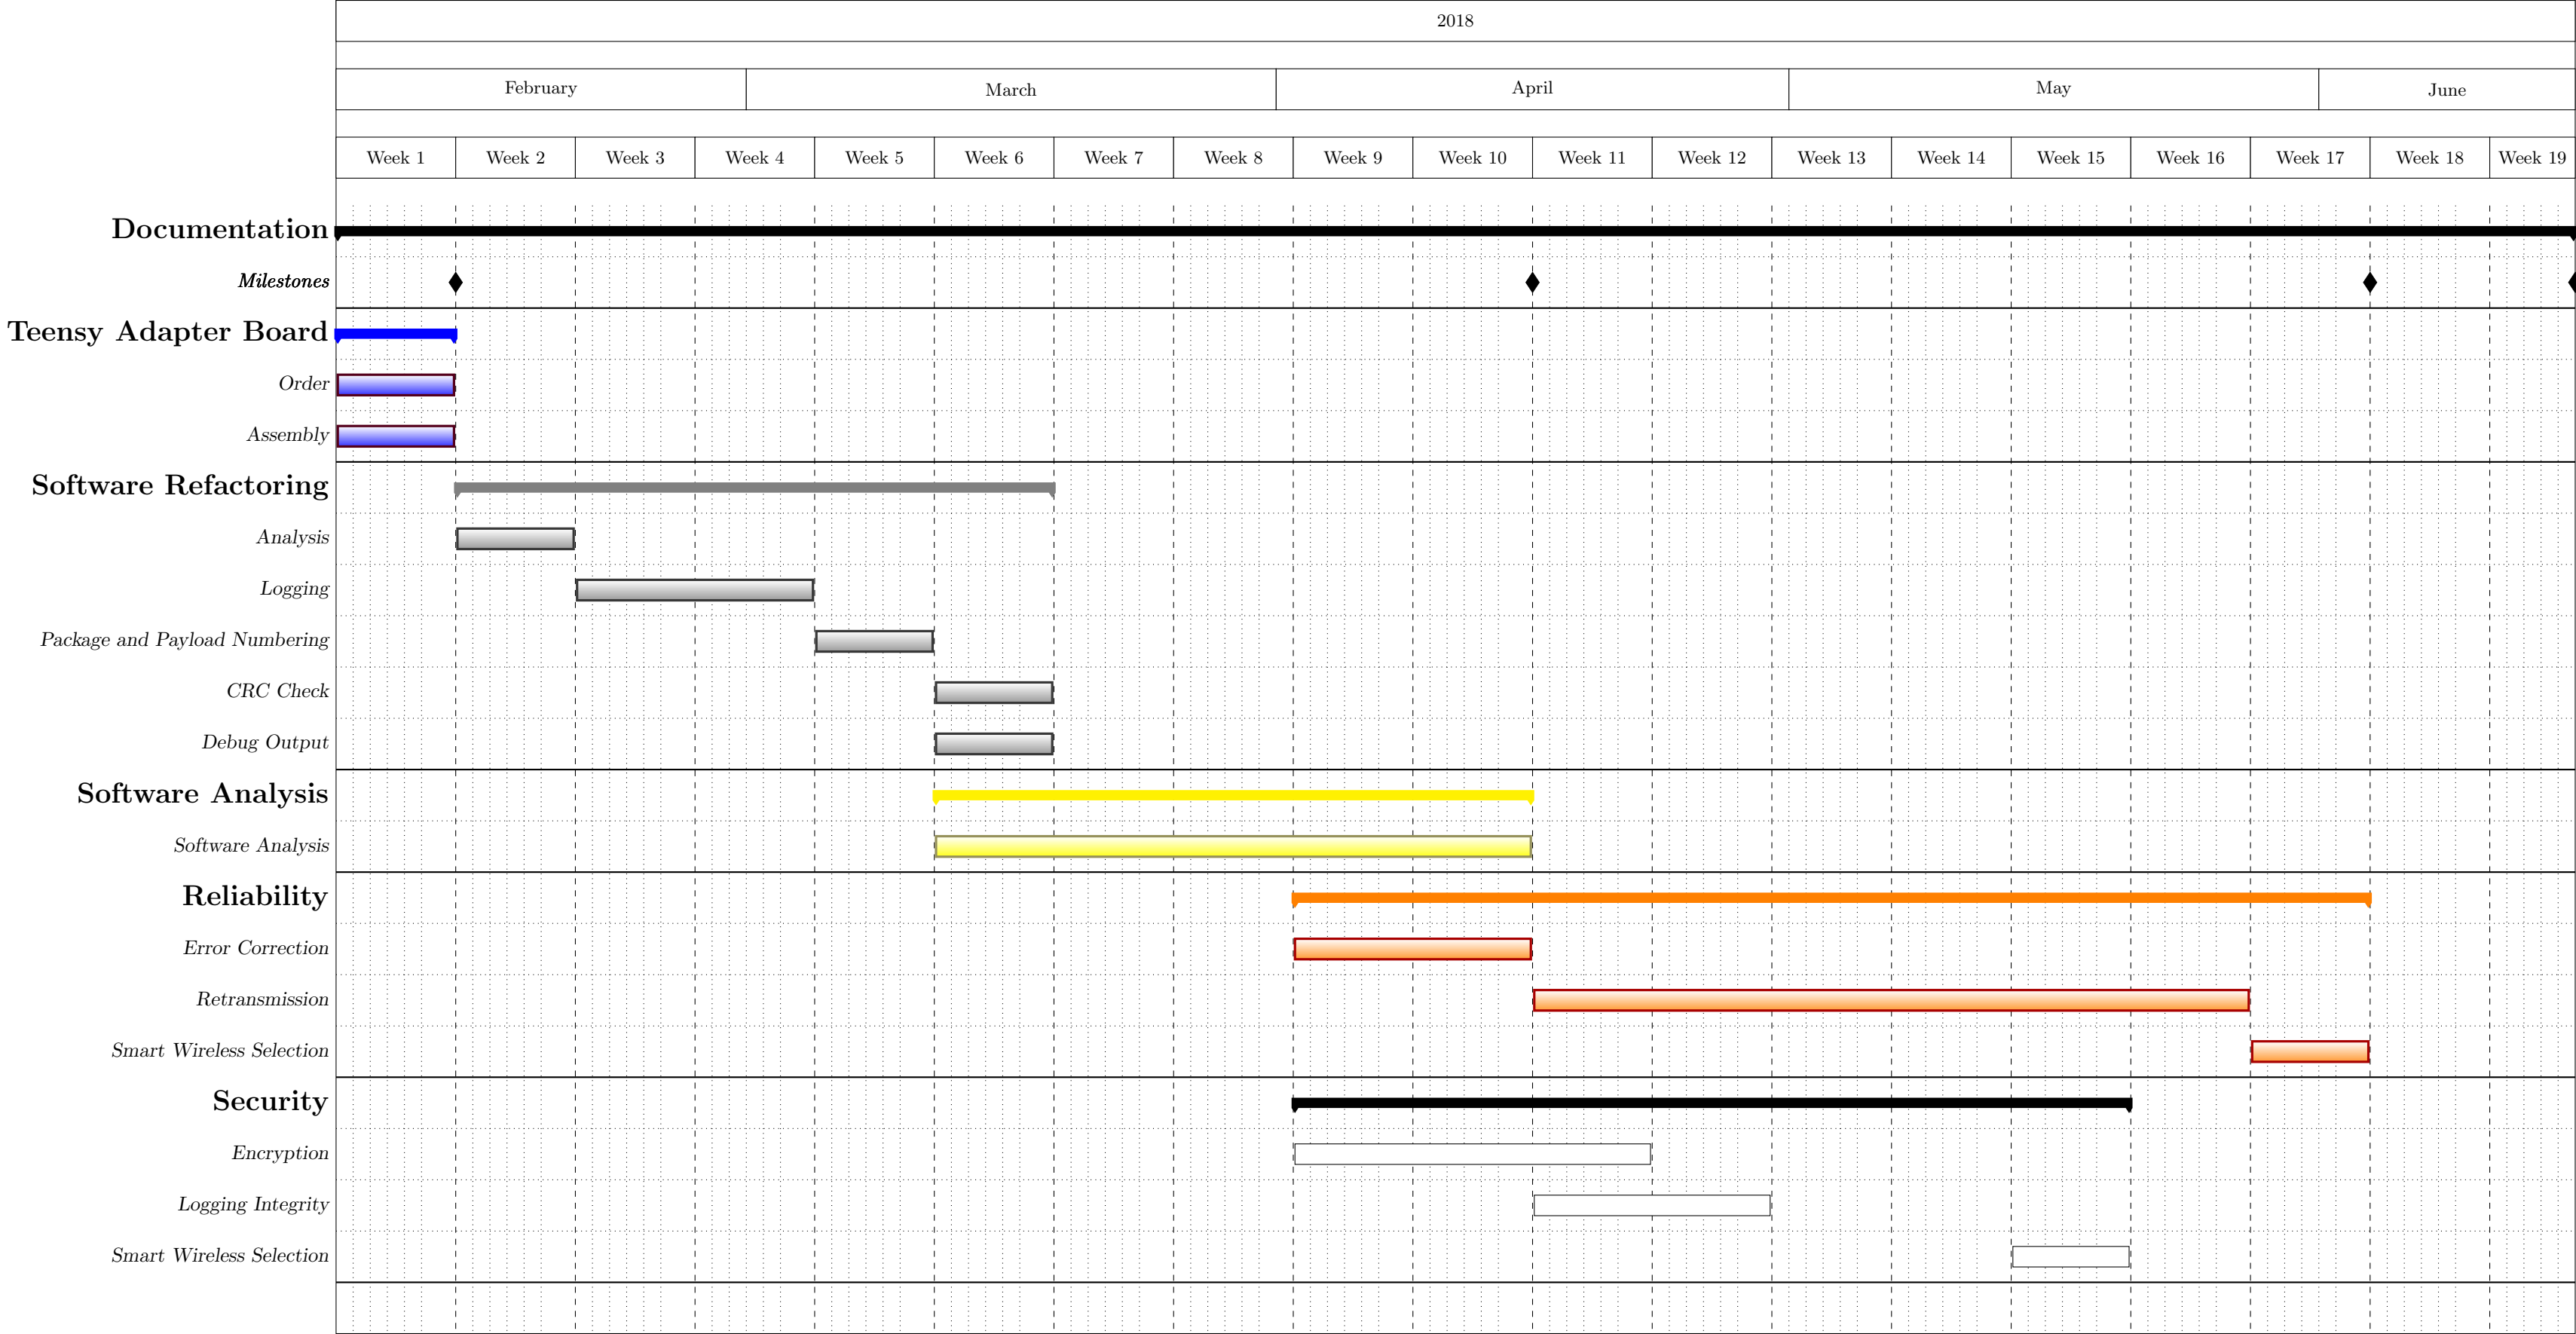 2018
February March April May June
Week 1 Week 2 Week 3 Week 4 Week 5 Week 6 Week 7 Week 8 Week 9 Week 10 Week 11 Week 12 Week 13 Week 14 Week 15 Week 16 Week 17 Week 18 Week 19
Documentation
Milestones
Teensy Adapter Board
Order
Assembly
Software Refactoring
Analysis
Logging
Package and Payload Numbering
CRC Check
Debug Output
Software Analysis
Software Analysis
Reliability
Error Correction
Retransmission
Smart Wireless Selection
Security
Encryption
Logging Integrity
Smart Wireless Selection